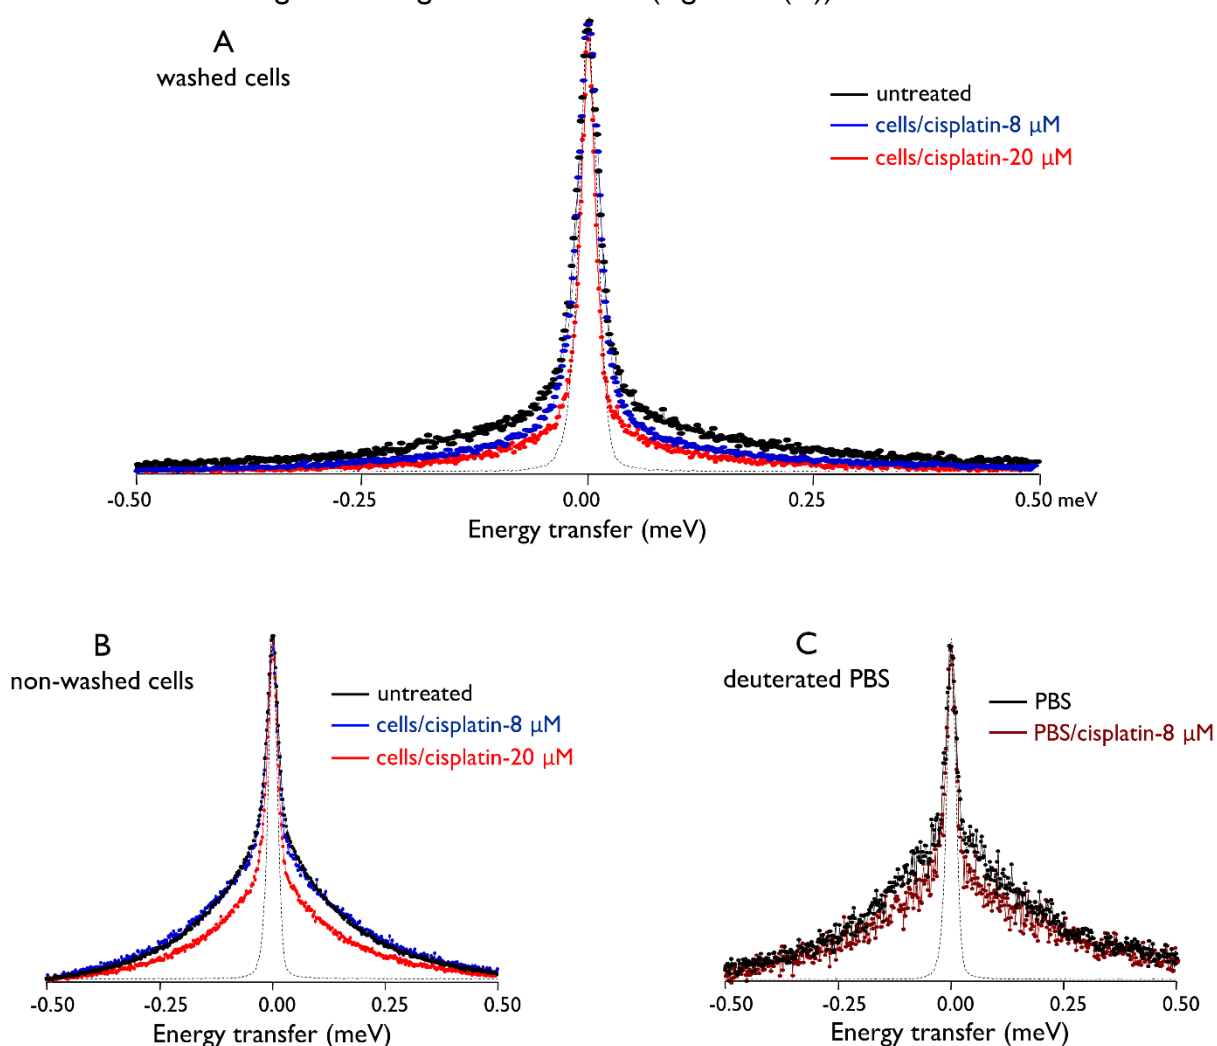 A
washed cells
untreated
cells/cisplatin-8 µM
cells/cisplatin-20 µM
-0.50 -0.25 0.00 0.25 0.50 meV
Energy transfer (meV)
B
non-washed cells
untreated
cells/cisplatin-8 µM
cells/cisplatin-20 µM
-0.50 -0.25 0.00 0.25 0.50
Energy transfer (meV)
C
deuterated PBS
PBS
PBS/cisplatin-8 µM
-0.50 -0.25 0.00 0.25 0.50
Energy transfer (meV)